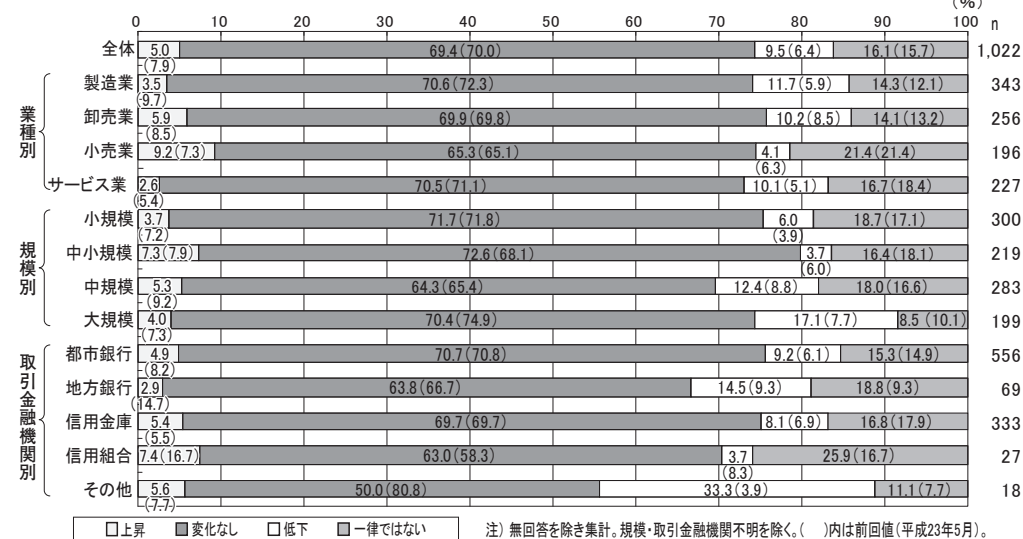 (%)
0 10 20 30 40 50 60 70 80 90 100 n
全体 5.0 69.4(70.0) 9.5(6.4) 16.1(15.7) 1,022
(7.9)
業種別
製造業 3.5 70.6(72.3) 11.7(5.9) 14.3(12.1) 343
(9.7)
卸売業 5.9 69.9(69.8) 10.2(8.5) 14.1(13.2) 256
(8.5)
小売業 9.2(7.3) 65.3(65.1) 4.1 21.4(21.4) 196
(6.3)
サービス業 2.6 70.5(71.1) 10.1(5.1) 16.7(18.4) 227
(5.4)
規模別
小規模 3.7 71.7(71.8) 6.0 18.7(17.1) 300
(7.2) (3.9)
中小規模 7.3(7.9) 72.6(68.1) 3.7 16.4(18.1) 219
(6.0)
中規模 5.3 64.3(65.4) 12.4(8.8) 18.0(16.6) 283
(9.2)
大規模 4.0 70.4(74.9) 17.1(7.7) 8.5(10.1) 199
(7.3)
取引金融機関別
都市銀行 4.9 70.7(70.8) 9.2(6.1) 15.3(14.9) 556
(8.2)
地方銀行 2.9 63.8(66.7) 14.5(9.3) 18.8(9.3) 69
(14.7)
信用金庫 5.4 69.7(69.7) 8.1(6.9) 16.8(17.9) 333
(5.5)
信用組合 7.4(16.7) 63.0(58.3) 3.7 25.9(16.7) 27
(8.3)
その他 5.6 50.0(80.8) 33.3(3.9) 11.1(7.7) 18
(7.7)
上昇 変化なし 低下 一律ではない
注）無回答を除き集計。規模・取引金融機関不明を除く。（　）内は前回値（平成23年5月）。